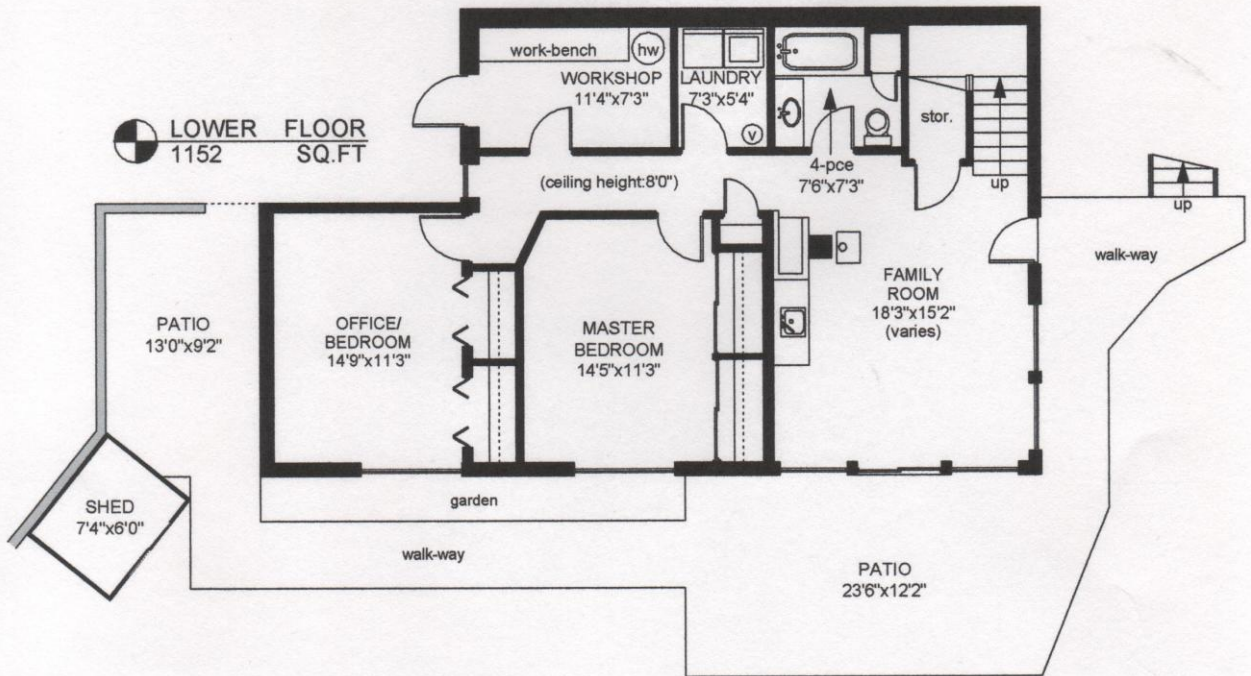 work-bench
hw
WORKSHOP
11'4"x7'3"
LAUNDRY
7'3"x5'4"
v
LOWER FLOOR
1152 SQ.FT
stor.
(ceiling height:8'0")
4-pce
7'6"x7'3"
up
up
walk-way
PATIO
13'0"x9'2"
OFFICE/
BEDROOM
14'9"x11'3"
MASTER
BEDROOM
14'5"x11'3"
FAMILY
ROOM
18'3"x15'2"
(varies)
SHED
7'4"x6'0"
garden
walk-way
PATIO
23'6"x12'2"